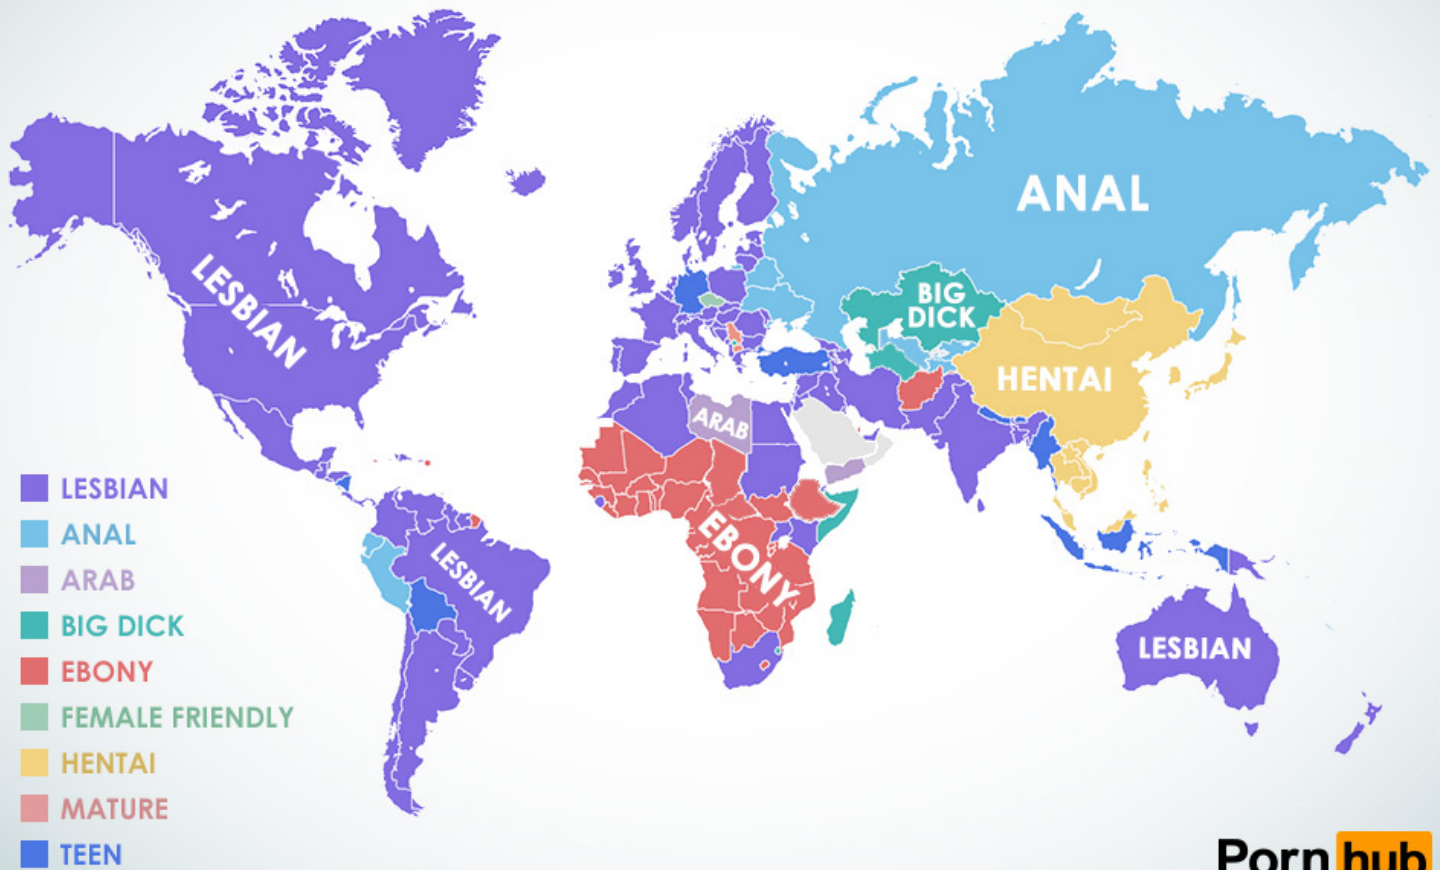 ANAL
LESBIAN
BIG
DICK
HENTAI
ARAB
EBONY
LESBIAN
LESBIAN
LESBIAN
ANAL
ARAB
BIG DICK
EBONY
FEMALE FRIENDLY
HENTAI
MATURE
TEEN
Porn hub